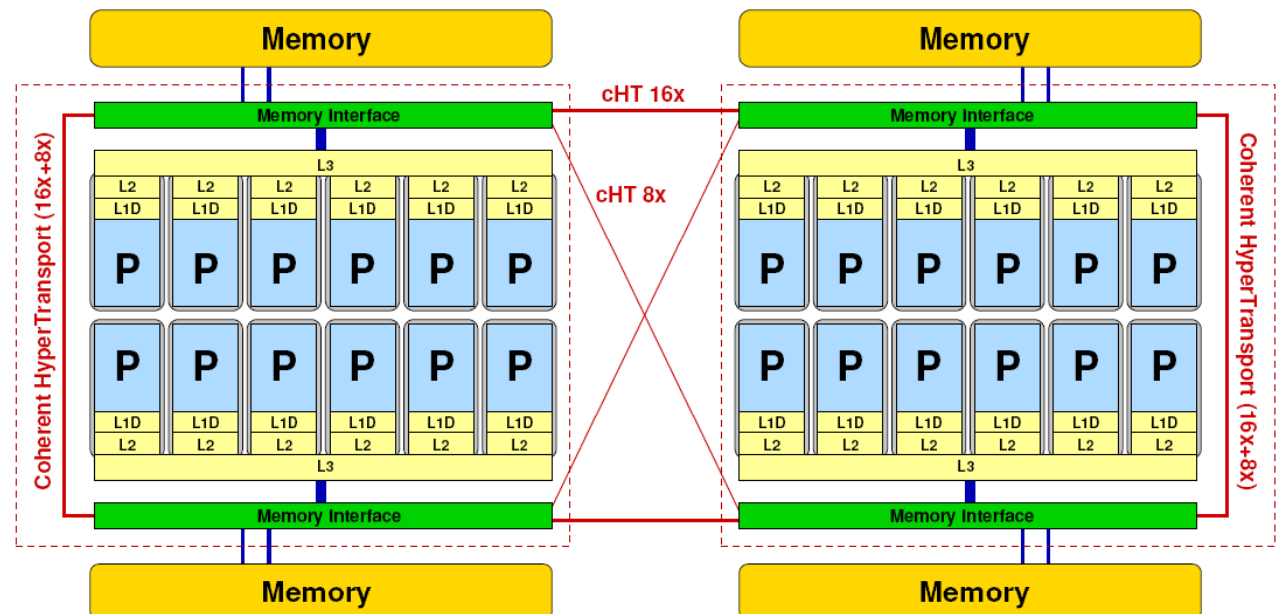 Memory Memory
cHT 16x
Memory Interface Memory Interface
L3 L3
cHT 8x
L2 L2 L2 L2 L2 L2 L2 L2 L2 L2 L2 L2
L1D L1D L1D L1D L1D L1D L1D L1D L1D L1D L1D L1D
P P P P P P P P P P P P
Coherent HyperTransport (16x+8x) Coherent HyperTransport (16x+8x)
P P P P P P P P P P P P
L1D L1D L1D L1D L1D L1D L1D L1D L1D L1D L1D L1D
L2 L2 L2 L2 L2 L2 L2 L2 L2 L2 L2 L2
L3 L3
Memory Interface Memory Interface
Memory Memory